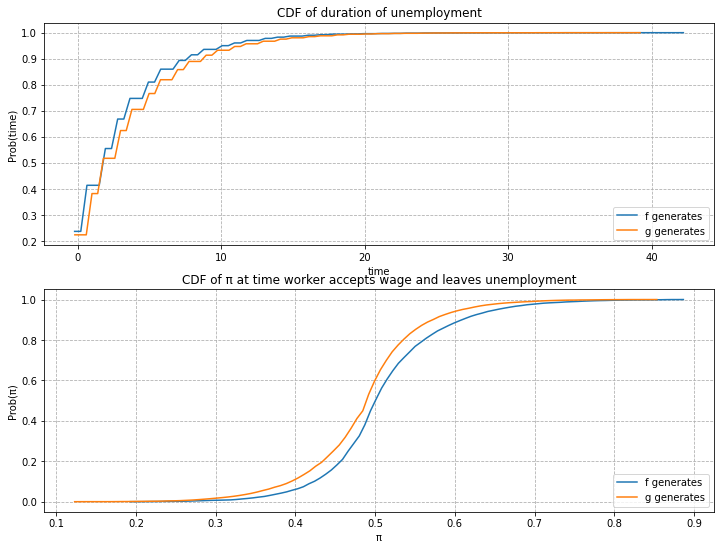 CDF of duration of unemployment
Prob(time)
1.0
0.9
0.8
0.7
0.6
0.5
0.4
0.3
0.2
f generates
g generates
0 10 20 30 40
time
CDF of π at time worker accepts wage and leaves unemployment
Prob(π)
1.0
0.8
0.6
0.4
0.2
0.0
f generates
g generates
0.1 0.2 0.3 0.4 0.5 0.6 0.7 0.8 0.9
π